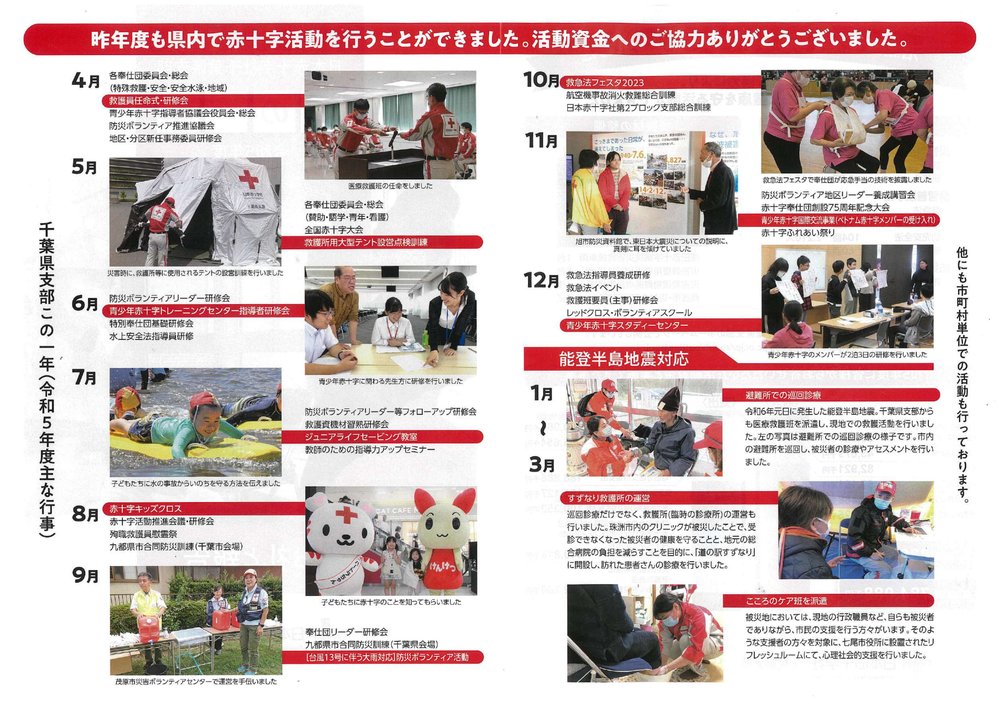 昨年度も県内で赤十字活動を行うことができました。活動資金へのご協力ありがとうございました。
千葉県支部この一年(令和5年度主な行事)
4月
各奉仕団委員会・総会
(特殊救護・安全・安全水泳・地域)
救護員任命式・研修会
青少年赤十字指導者協議会役員会・総会
防災ボランティア推進協議会
地区・分区新任事務委員研修会
医療救護班の任命をしました
5月
災害時に、救護所等に使用されるテントの設営訓練を行いました
各奉仕団委員会・総会
(賛助・語学・青年・看護)
全国赤十字大会
救護所用大型テント設営点検訓練
6月
防災ボランティアリーダー研修会
青少年赤十字トレーニングセンター指導者研修会
特別奉仕団基礎研修会
水上安全法指導員研修
青少年赤十字に関わる先生方に研修を行いました
7月
子どもたちに水の事故からいのちを守る方法を伝えました
防災ボランティアリーダー等フォローアップ研修会
救護資機材習熟研修会
ジュニアライフセービング教室
教師のための指導力アップセミナー
8月
赤十字キッズクロス
赤十字活動推進会議・研修会
殉職救護員慰霊祭
九都県市合同防災訓練(千葉市会場)
けんけつ
子どもたちに赤十字のことを知ってもらいました
9月
茂原市災害ボランティアセンターで運営を手伝いました
奉仕団リーダー研修会
九都県市合同防災訓練(千葉県会場)
[台風13号に伴う大雨対応]防災ボランティア活動
10月
救急法フェスタ2023
航空機事故消火救難総合訓練
日本赤十字社第2ブロック支部総合訓練
救急法フェスタで奉仕団が応急手当の技術を披露しました
11月
さっきまであった日常が、
消えてしまった
旭市防災資料館で、東日本大震災についての説明に、
真剣に耳を傾けていました
防災ボランティア地区リーダー養成講習会
赤十字奉仕団創設75周年記念大会
青少年赤十字国際交流事業(ベトナム赤十字メンバーの受け入れ)
赤十字ふれあい祭り
12月
救急法指導員養成研修
救急法イベント
救護班要員(主事)研修会
レッドクロス・ボランティアスクール
青少年赤十字スタディーセンター
青少年赤十字のメンバーが2泊3日の研修を行いました
能登半島地震対応
1月
~
3月
避難所での巡回診療
令和6年元日に発生した能登半島地震。千葉県支部から
も医療救護班を派遣し、現地での救護活動を行いまし
た。左の写真は避難所での巡回診療の様子です。市内
の避難所を巡回し、被災者の診療やアセスメントを行い
ました。
すずなり救護所の運営
巡回診療だけでなく、救護所(臨時の診療所)の運営も
行いました。珠洲市内のクリニックが被災したことで、受
診できなくなった被災者の健康を守ることと、地元の総
合病院の負担を減らすことを目的に、「道の駅すずなり」
に開設し、訪れた患者さんの診療を行いました。
こころのケア班を派遣
被災地においては、現地の行政職員など、自らも被災者
でありながら、市民の支援を行う方々がいます。そのよ
うな支援者の方々を対象に、七尾市役所に設置されたリ
フレッシュルームにて、心理社会的支援を行いました。
他にも市町村単位での活動も行っております。